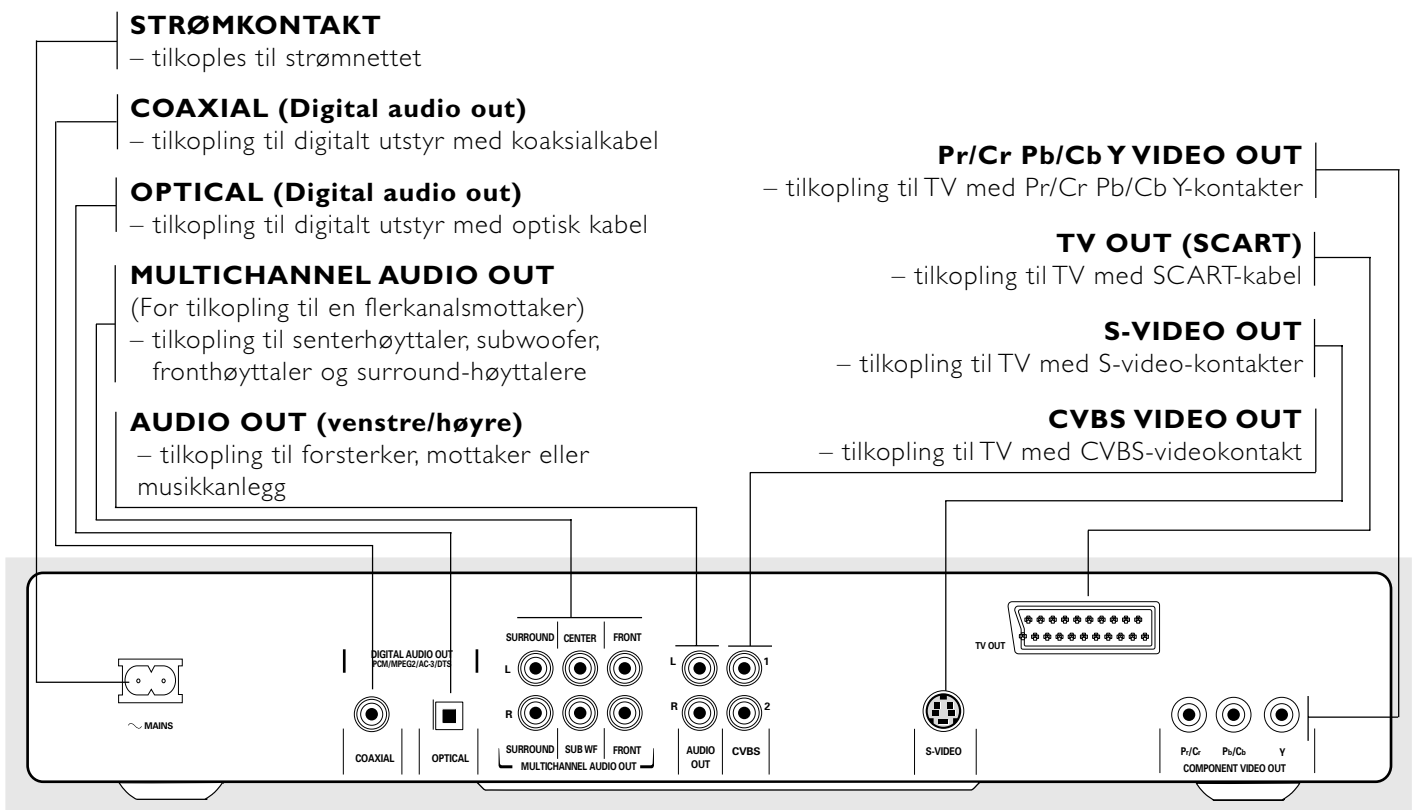 STRØMKONTAKT
– tilkoples til strømnettet
COAXIAL (Digital audio out)
– tilkopling til digitalt utstyr med koaksialkabel
OPTICAL (Digital audio out)
– tilkopling til digitalt utstyr med optisk kabel
MULTICHANNEL AUDIO OUT
(For tilkopling til en flerkanalsmottaker)
– tilkopling til senterhøyttaler, subwoofer,
fronthøyttaler og surround-høyttalere
AUDIO OUT (venstre/høyre)
– tilkopling til forsterker, mottaker eller
musikkanlegg
Pr/Cr Pb/Cb Y VIDEO OUT
– tilkopling til TV med Pr/Cr Pb/Cb Y-kontakter
TV OUT (SCART)
– tilkopling til TV med SCART-kabel
S-VIDEO OUT
– tilkopling til TV med S-video-kontakter
CVBS VIDEO OUT
– tilkopling til TV med CVBS-videokontakt
~ MAINS
DIGITAL AUDIO OUT
PCM/MPEG2/AC-3/DTS
COAXIAL
OPTICAL
SURROUND CENTER FRONT
L
R
SURROUND SUB WF FRONT
MULTICHANNEL AUDIO OUT
L
R
AUDIO
OUT
1
2
CVBS
S-VIDEO
TV OUT
Pr/Cr Pb/Cb Y
COMPONENT VIDEO OUT